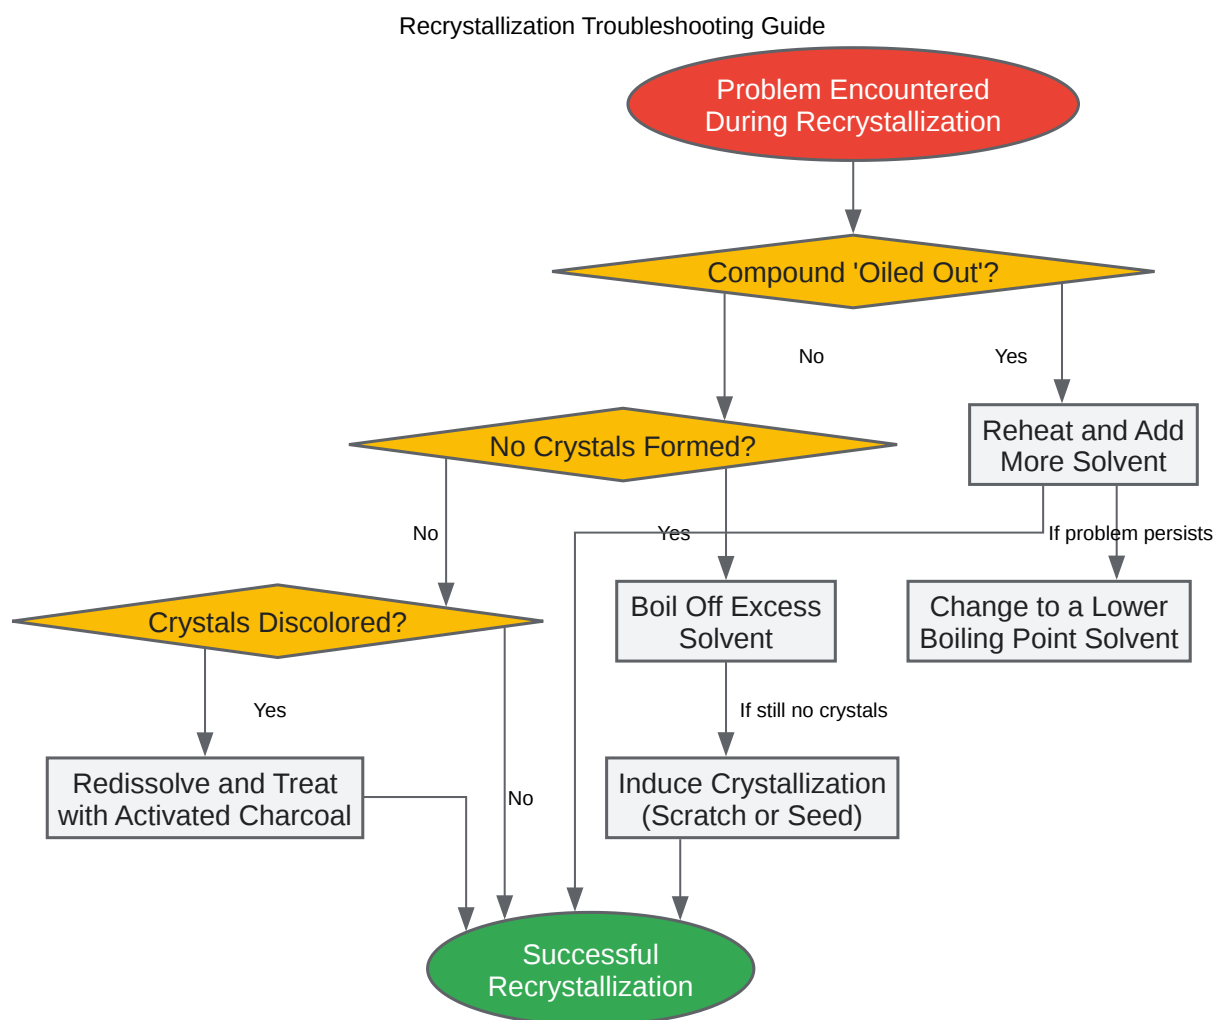 Recrystallization Troubleshooting Guide
Problem Encountered
During Recrystallization
Compound 'Oiled Out'?
No
Yes
No Crystals Formed?
Reheat and Add
More Solvent
No
Yes
If problem persists
Crystals Discolored?
Boil Off Excess
Solvent
Change to a Lower
Boiling Point Solvent
Yes
If still no crystals
Redissolve and Treat
with Activated Charcoal
No
Induce Crystallization
(Scratch or Seed)
Successful
Recrystallization